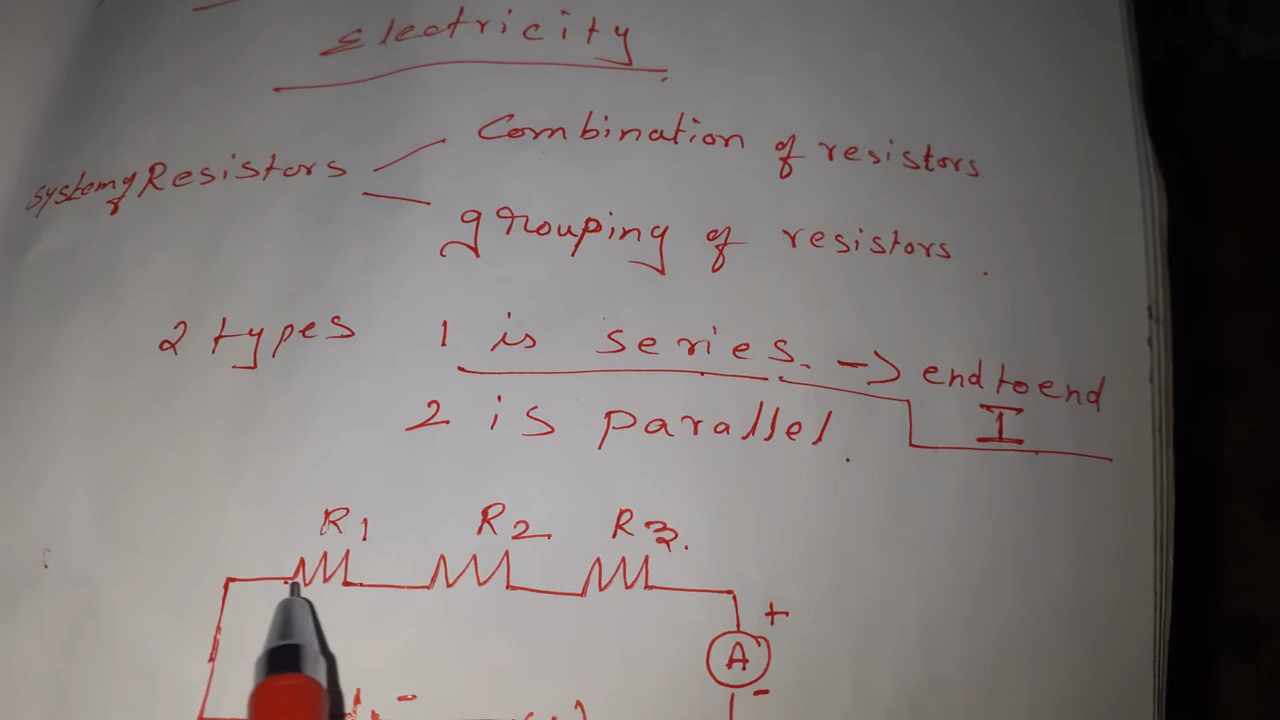 Electricity
System of Resistors
Combination of resistors
grouping of resistors.
2 types 1 is series. -> end to end
I
2 is parallel.
R1 R2 R3.
+
A
-
-